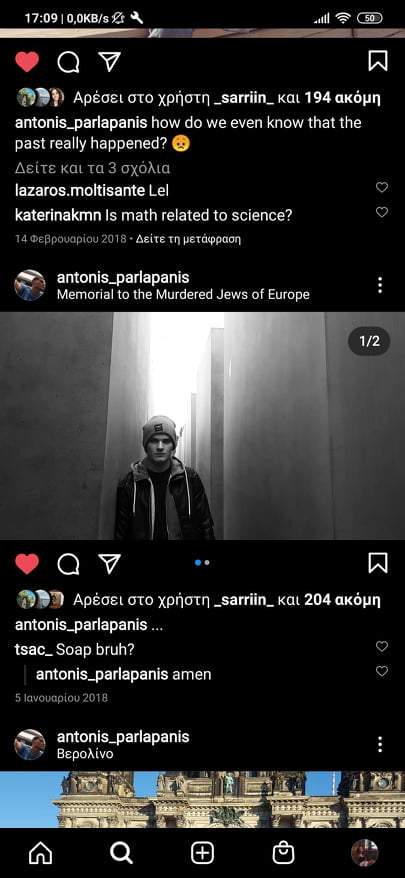 17:09 | 0,0KB/s
50
Αρέσει στο χρήστη _sarriin_ και 194 ακόμη
antonis_parlapanis how do we even know that the
past really happened? 😟
Δείτε και τα 3 σχόλια
lazaros.moltisante Lel
katerinakmn Is math related to science?
14 Φεβρουαρίου 2018 • Δείτε τη μετάφραση
antonis_parlapanis
Memorial to the Murdered Jews of Europe
1/2
Αρέσει στο χρήστη _sarriin_ και 204 ακόμη
antonis_parlapanis ...
tsac_ Soap bruh?
antonis_parlapanis amen
5 Ιανουαρίου 2018
antonis_parlapanis
Βερολίνο